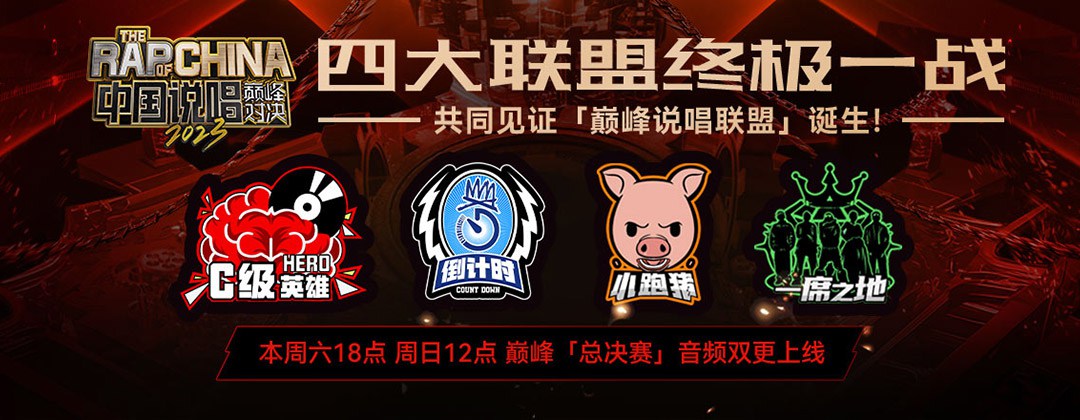 THE
RAP OF CHINA
中国说唱
巅峰
对决
2023
四大联盟终极一战
共同见证「巅峰说唱联盟」诞生!
C级
HERO
英雄
倒计时
COUNT DOWN
小跑猪
一席之地
本周六18点 周日12点 巅峰「总决赛」音频双更上线